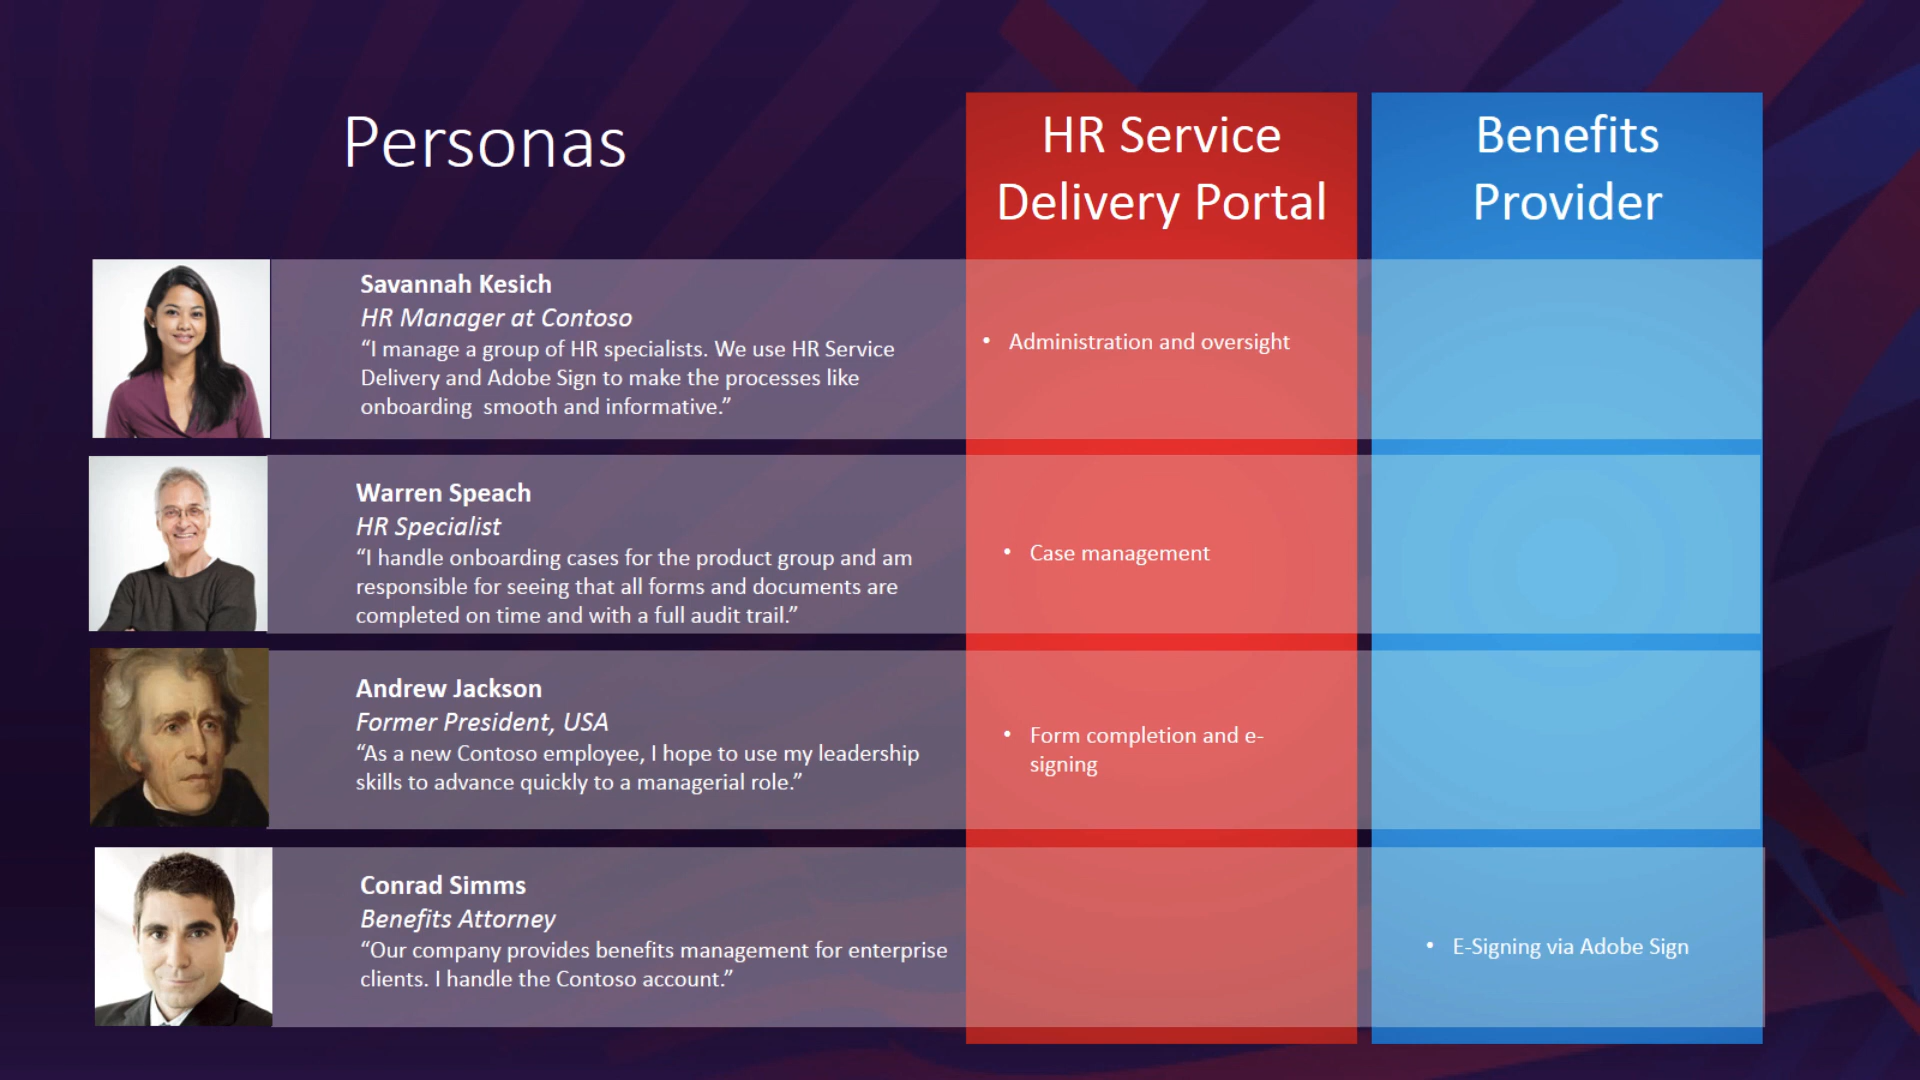 Personas
HR Service
Delivery Portal
Benefits
Provider
Savannah Kesich
HR Manager at Contoso
“I manage a group of HR specialists. We use HR Service
Delivery and Adobe Sign to make the processes like
onboarding  smooth and informative.”
• Administration and oversight
Warren Speach
HR Specialist
“I handle onboarding cases for the product group and am
responsible for seeing that all forms and documents are
completed on time and with a full audit trail.”
• Case management
Andrew Jackson
Former President, USA
“As a new Contoso employee, I hope to use my leadership
skills to advance quickly to a managerial role.”
• Form completion and e-
signing
Conrad Simms
Benefits Attorney
“Our company provides benefits management for enterprise
clients. I handle the Contoso account.”
• E-Signing via Adobe Sign